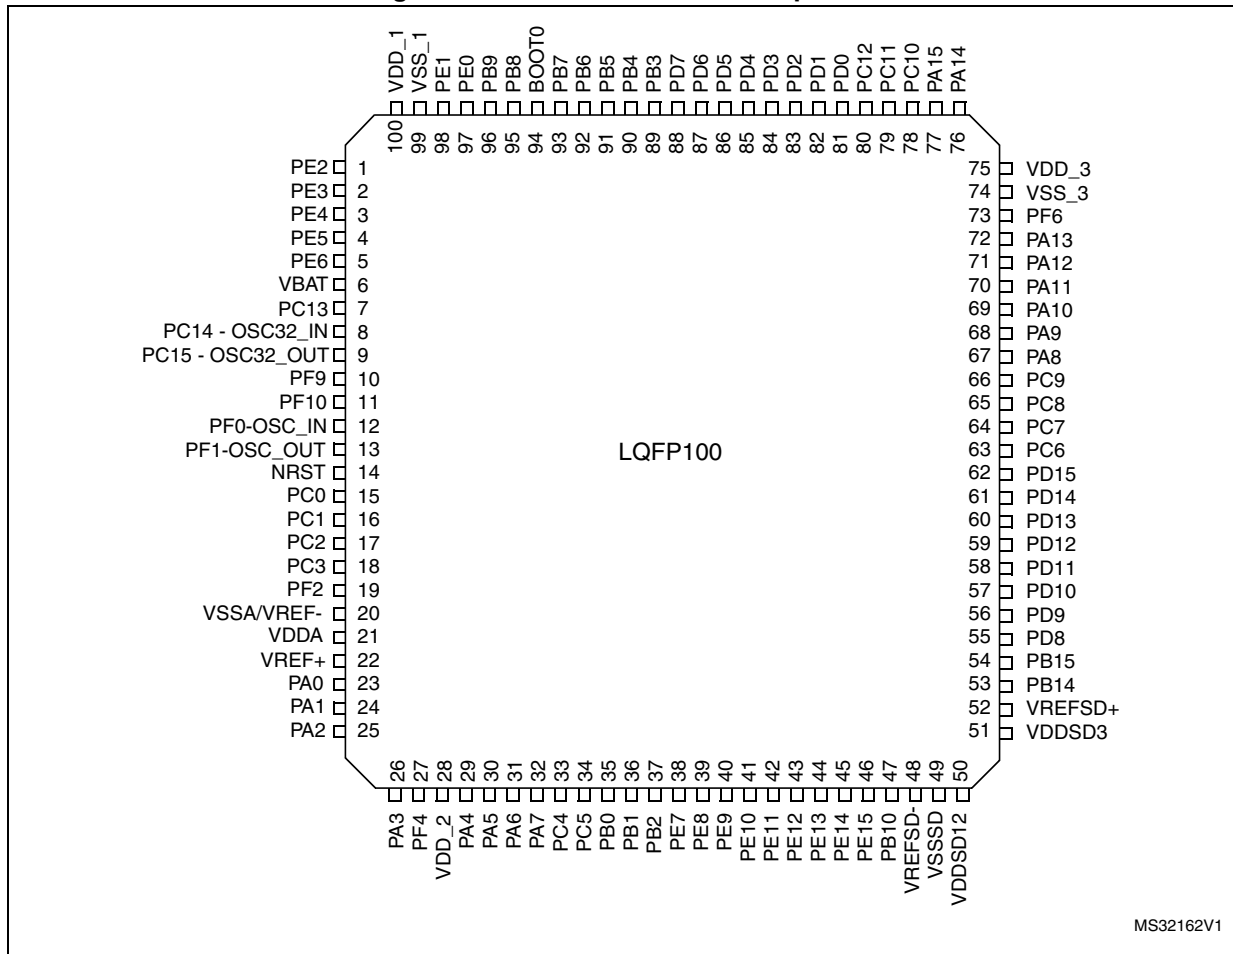 VDD_1
VSS_1
PE1
PE0
PB9
PB8
BOOT0
PB7
PB6
PB5
PB4
PB3
PD7
PD6
PD5
PD4
PD3
PD2
PD1
PD0
PC12
PC11
PC10
PA15
PA14
100
99
98
97
96
95
94
93
92
91
90
89
88
87
86
85
84
83
82
81
80
79
78
77
76
PE2 1
PE3 2
PE4 3
PE5 4
PE6 5
VBAT 6
PC13 7
PC14 - OSC32_IN 8
PC15 - OSC32_OUT 9
PF9 10
PF10 11
PF0-OSC_IN 12
PF1-OSC_OUT 13
NRST 14
PC0 15
PC1 16
PC2 17
PC3 18
PF2 19
VSSA/VREF- 20
VDDA 21
VREF+ 22
PA0 23
PA1 24
PA2 25
LQFP100
75 VDD_3
74 VSS_3
73 PF6
72 PA13
71 PA12
70 PA11
69 PA10
68 PA9
67 PA8
66 PC9
65 PC8
64 PC7
63 PC6
62 PD15
61 PD14
60 PD13
59 PD12
58 PD11
57 PD10
56 PD9
55 PD8
54 PB15
53 PB14
52 VREFSD+
51 VDDSD3
26
27
28
29
30
31
32
33
34
35
36
37
38
39
40
41
42
43
44
45
46
47
48
49
50
PA3
PF4
VDD_2
PA4
PA5
PA6
PA7
PC4
PC5
PB0
PB1
PB2
PE7
PE8
PE9
PE10
PE11
PE12
PE13
PE14
PE15
PB10
VREFSD-
VSSSD
VDDSD12
MS32162V1